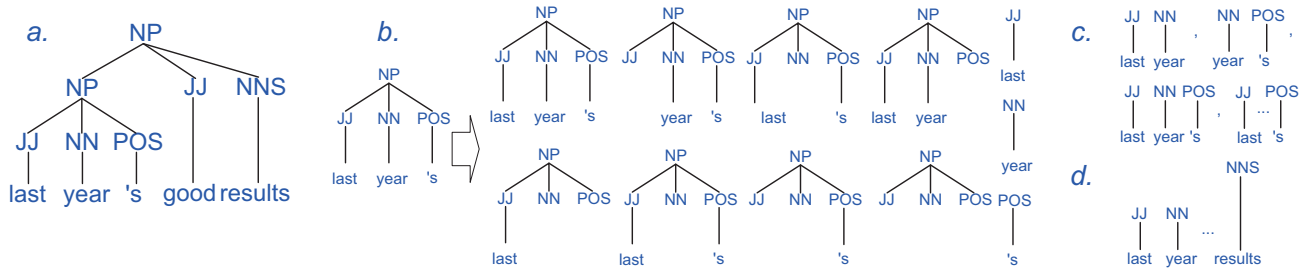 a.
NP
NP JJ NNS
JJ NN POS
last year 's good results
b.
NP
JJ NN POS
last year 's
NP NP NP NP JJ
JJ NN POS JJ NN POS JJ NN POS JJ NN POS
last
last year 's year 's last 's last year
NN
year
NP NP NP NP
JJ NN POS JJ NN POS JJ NN POS JJ NN POS POS
last last 's 's 's
c.
JJ NN , NN POS ,
last year year 's
JJ NN POS , JJ ... POS
last year 's last 's
d.
NNS
JJ NN ...
last year results